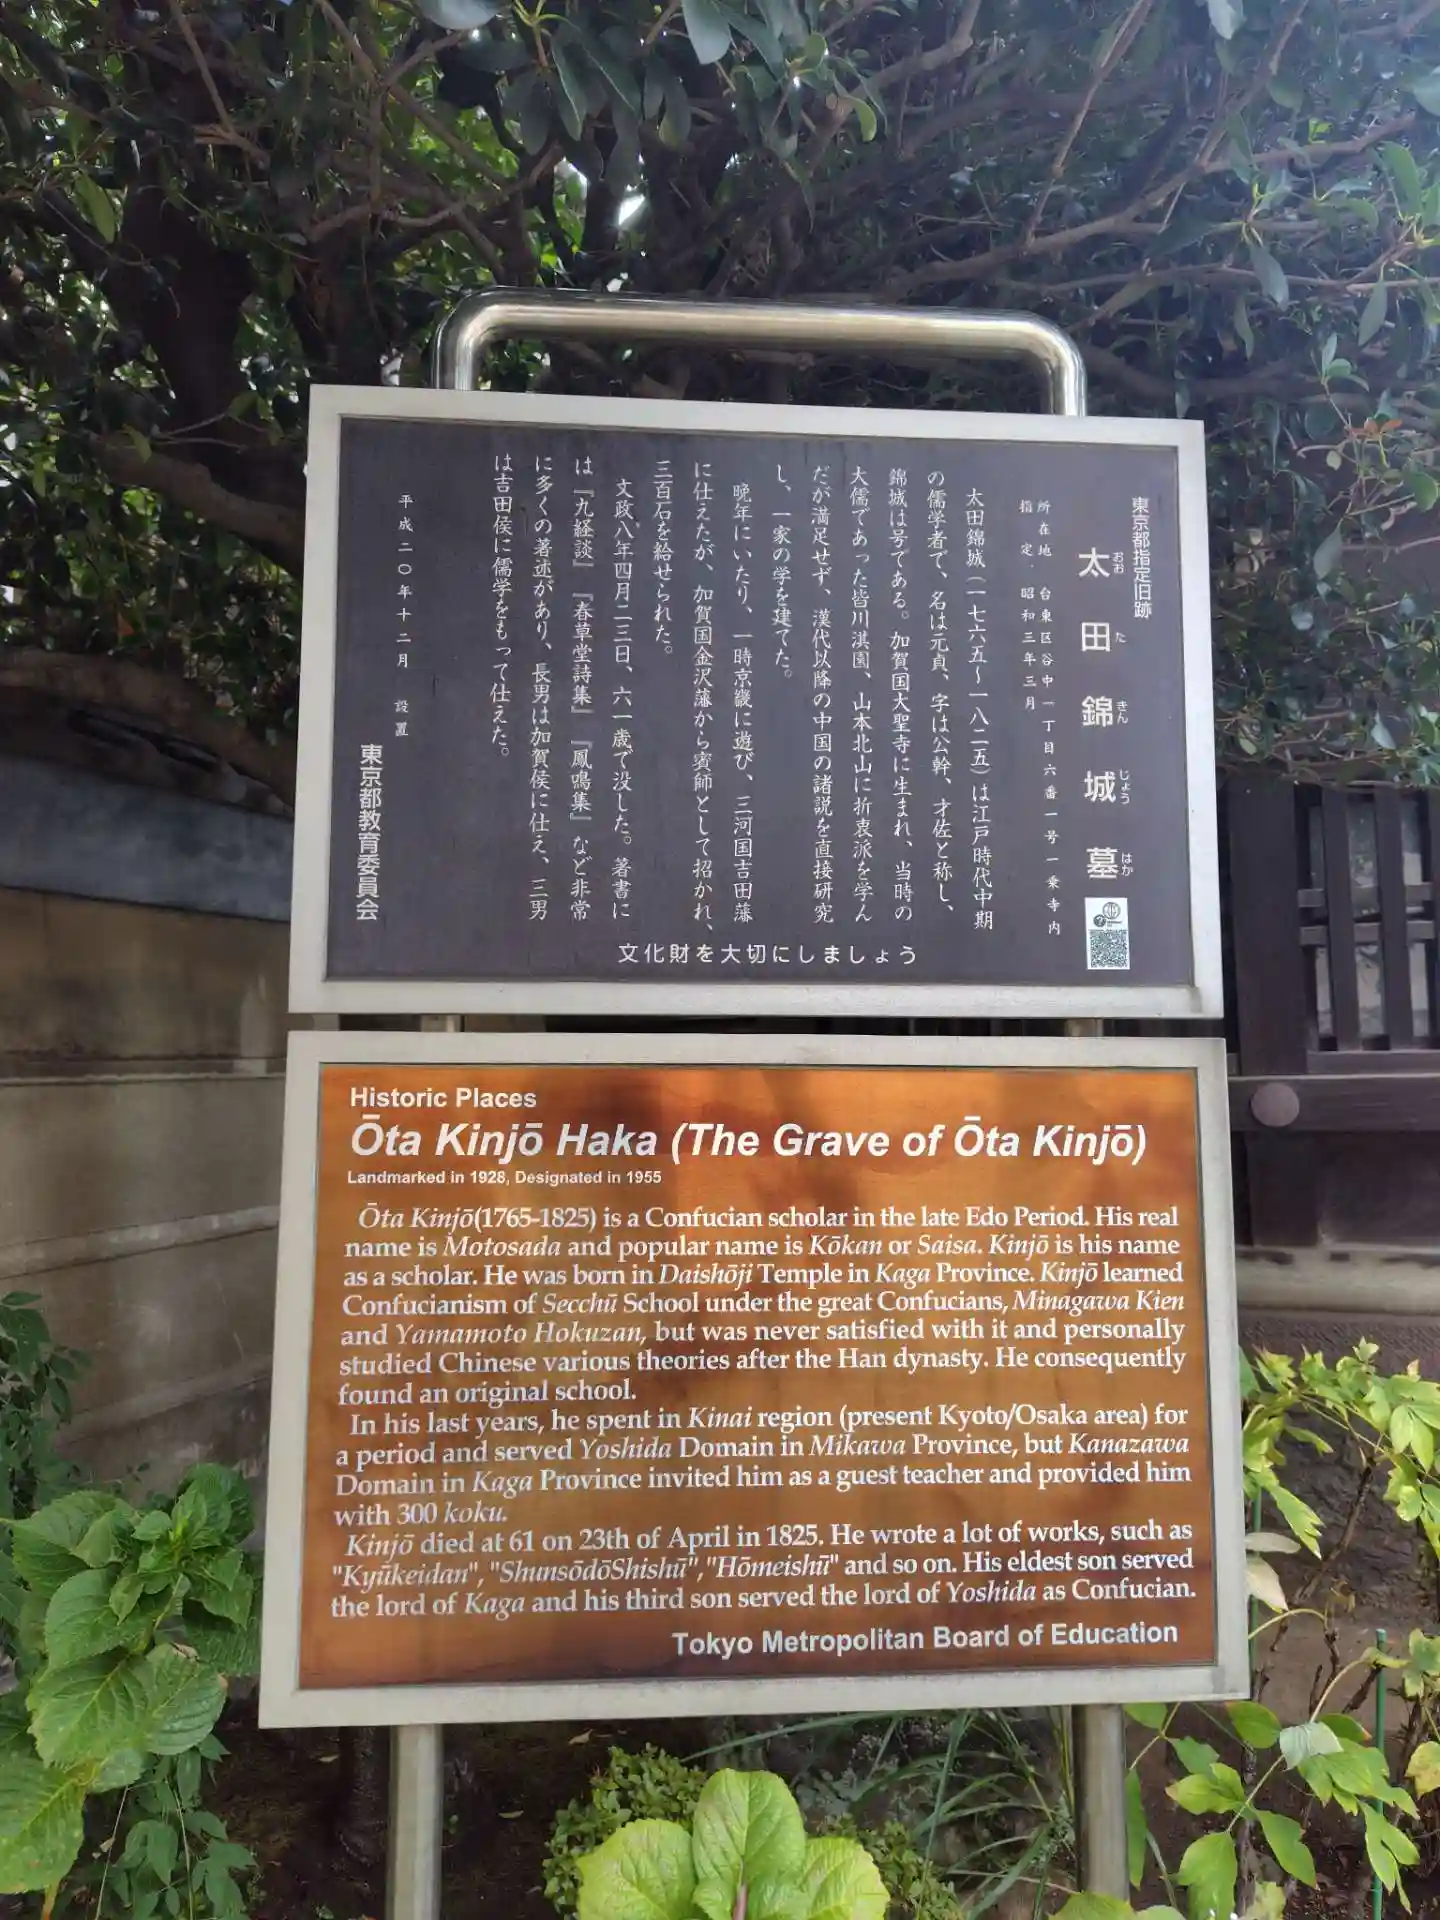 東京都指定旧跡
太田錦城墓
おおたきんじょうはか
所在地 台東区谷中一丁目六番一号一乗寺内
指定 昭和三年三月
太田錦城(一七六五~一八二五)は江戸時代中期
の儒学者で、名は元貞、字は公幹、才佐と称し、
錦城は号である。加賀国大聖寺に生まれ、当時の
大儒であった皆川淇園、山本北山に折衷派を学ん
だが満足せず、漢代以降の中国の諸説を直接研究
し、一家の学を建てた。
晩年にいたり、一時京畿に遊び、三河国吉田藩
に仕えたが、加賀国金沢藩から賓師として招かれ、
三百石を給せられた。
文政八年四月二三日、六一歳で没した。著書に
は『九経談』『春草堂詩集』『鳳鳴集』など非常
に多くの著述があり、長男は加賀侯に仕え、三男
は吉田侯に儒学をもって仕えた。
平成二〇年十二月 設置
東京都教育委員会
文化財を大切にしましょう
Historic Places
Ōta Kinjō Haka (The Grave of Ōta Kinjō)
Landmarked in 1928, Designated in 1955
Ōta Kinjō(1765-1825) is a Confucian scholar in the late Edo Period. His real
name is Motosada and popular name is Kōkan or Saisa. Kinjō is his name
as a scholar. He was born in Daishōji Temple in Kaga Province. Kinjō learned
Confucianism of Secchū School under the great Confucians, Minagawa Kien
and Yamamoto Hokuzan, but was never satisfied with it and personally
studied Chinese various theories after the Han dynasty. He consequently
found an original school.
In his last years, he spent in Kinai region (present Kyoto/Osaka area) for
a period and served Yoshida Domain in Mikawa Province, but Kanazawa
Domain in Kaga Province invited him as a guest teacher and provided him
with 300 koku.
Kinjō died at 61 on 23th of April in 1825. He wrote a lot of works, such as
"Kyūkeidan", "ShunsōdōShishū", "Hōmeishū" and so on. His eldest son served
the lord of Kaga and his third son served the lord of Yoshida as Confucian.
Tokyo Metropolitan Board of Education